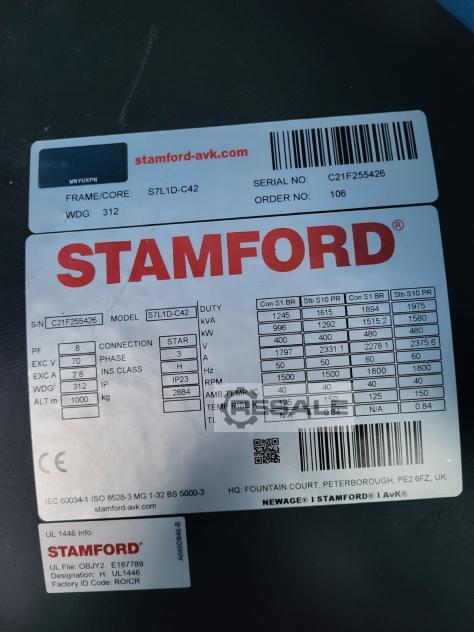 WNYUXPN
stamford-avk.com
FRAME/CORE: S7L1D-C42
WDG: 312
SERIAL NO: C21F255426
ORDER NO: 106
STAMFORD®
S/N C21F255426 MODEL S7L1D-C42
PF .8 CONNECTION STAR
EXC V 70 PHASE 3
EXC A 2 8 INS.CLASS H
WDG 312 IP IP23
ALT m 1000 kg 2884
DUTY Con S1 BR Stb S10 PR Con S1 BR Stb S10 PR
kVA 1245 1615 1894 1975
kW 996 1292 1515.2 1580
V 400 400 480 480
A 1797 2331.1 2278.1 2375.6
Hz 50 50 60 60
RPM 1500 1500 1800 1800
AMB.TEMP °C 40 40 40 40
TEMP RISE 125 150 125 150
TL N/A 0.84 N/A 0.84
RESALE
CE
IEC 60034-1 ISO 8528-3 MG 1-32 BS 5000-3
stamford-avk.com
HQ: FOUNTAIN COURT, PETERBOROUGH, PE2 6FZ, UK
NEWAGE® I STAMFORD® I AvK®
UL 1446 Info.
STAMFORD®
UL File: OBJY2. E187789
Designation: H: UL1446
Factory ID Code: RO/CR
A045D846-B